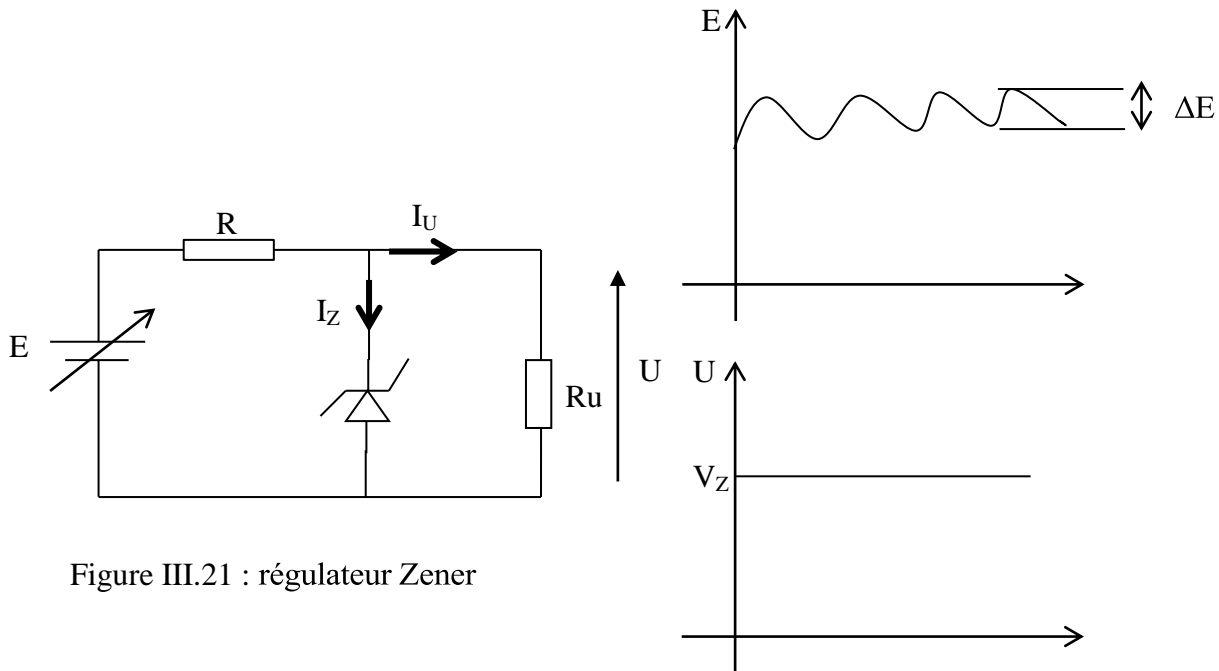 E
ΔE
R
I_U
I_Z
E
Ru
U
U
V_Z
Figure III.21 : régulateur Zener